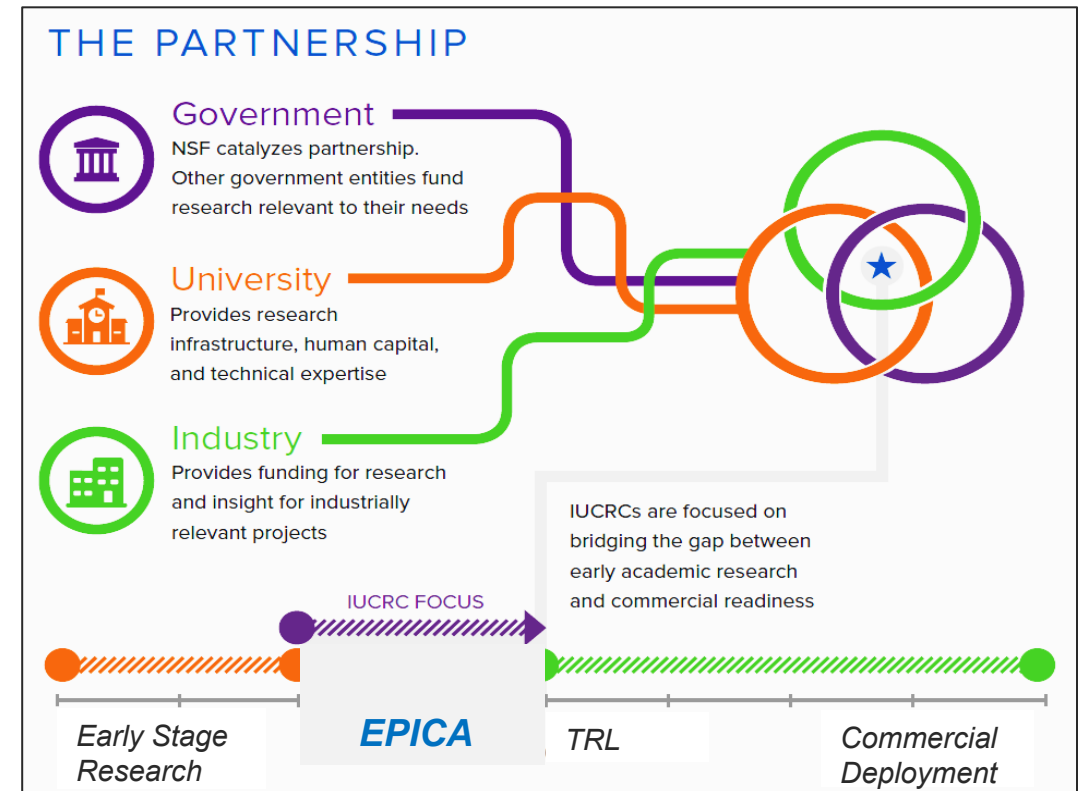 THE PARTNERSHIP
Government
NSF catalyzes partnership.
Other government entities fund
research relevant to their needs
University
Provides research
infrastructure, human capital,
and technical expertise
Industry
Provides funding for research
and insight for industrially
relevant projects
IUCRCs are focused on
bridging the gap between
early academic research
and commercial readiness
IUCRC FOCUS
Early Stage
Research
EPICA
TRL
Commercial
Deployment